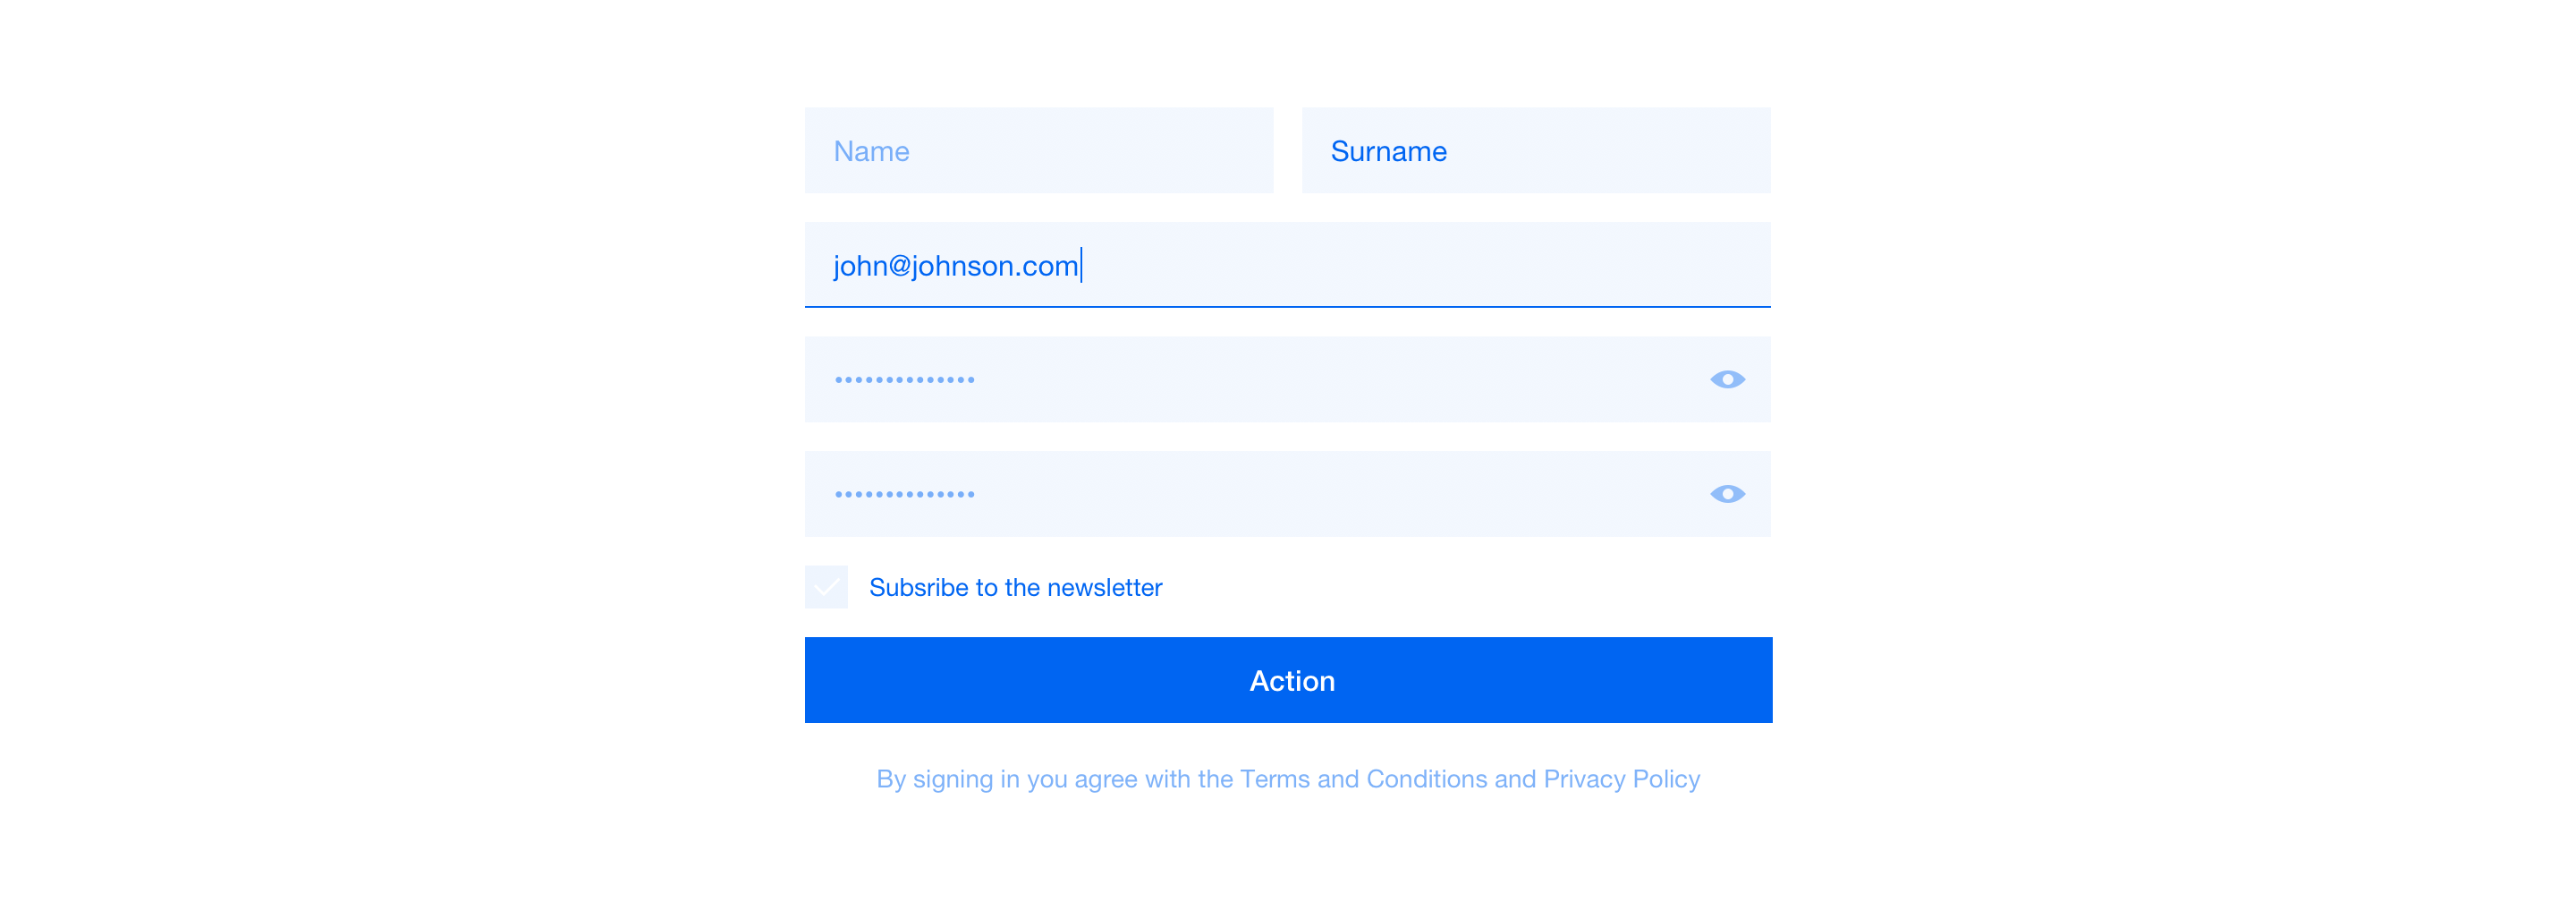 Name
Surname
john@johnson.com
••••••••••••••
••••••••••••••
Subsribe to the newsletter
Action
By signing in you agree with the Terms and Conditions and Privacy Policy